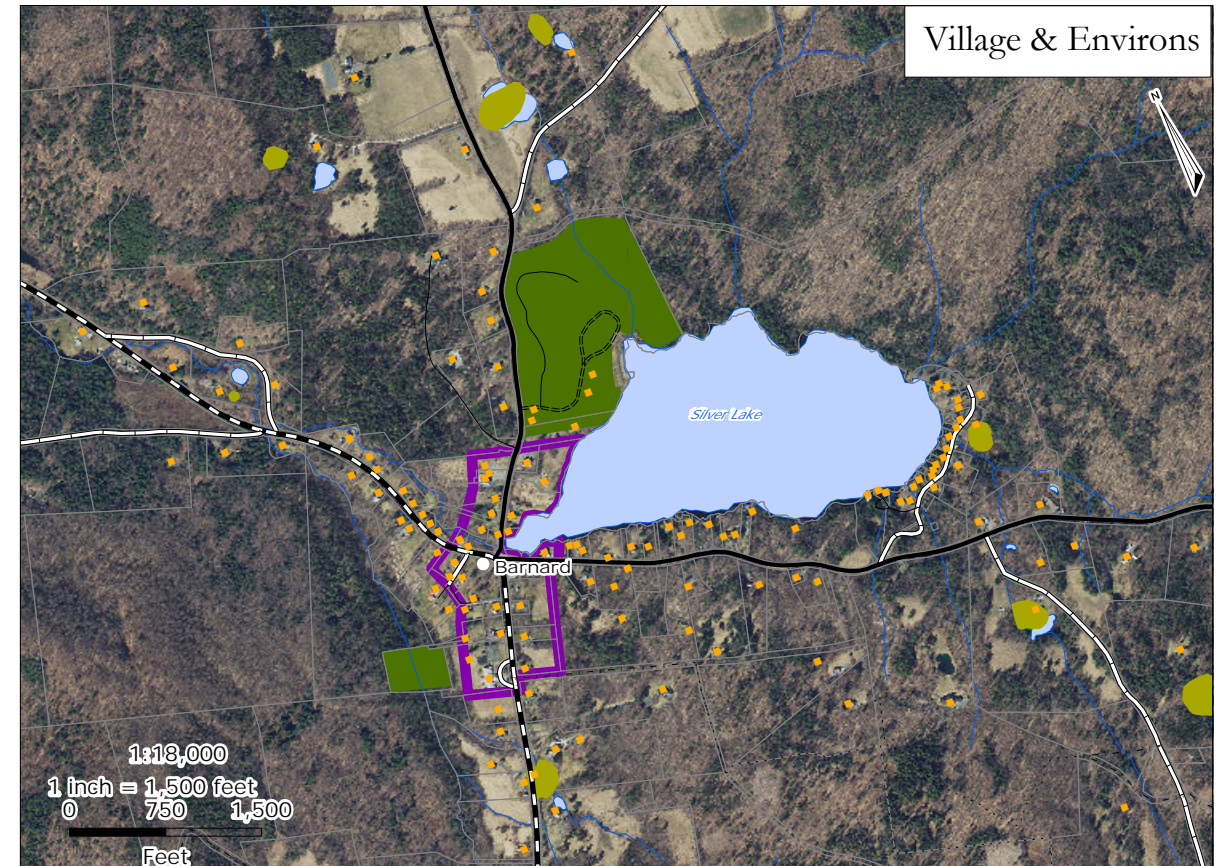 Village & Environs
N
Silver Lake
Barnard
1:18,000
1 inch = 1,500 feet
0 750 1,500
Feet